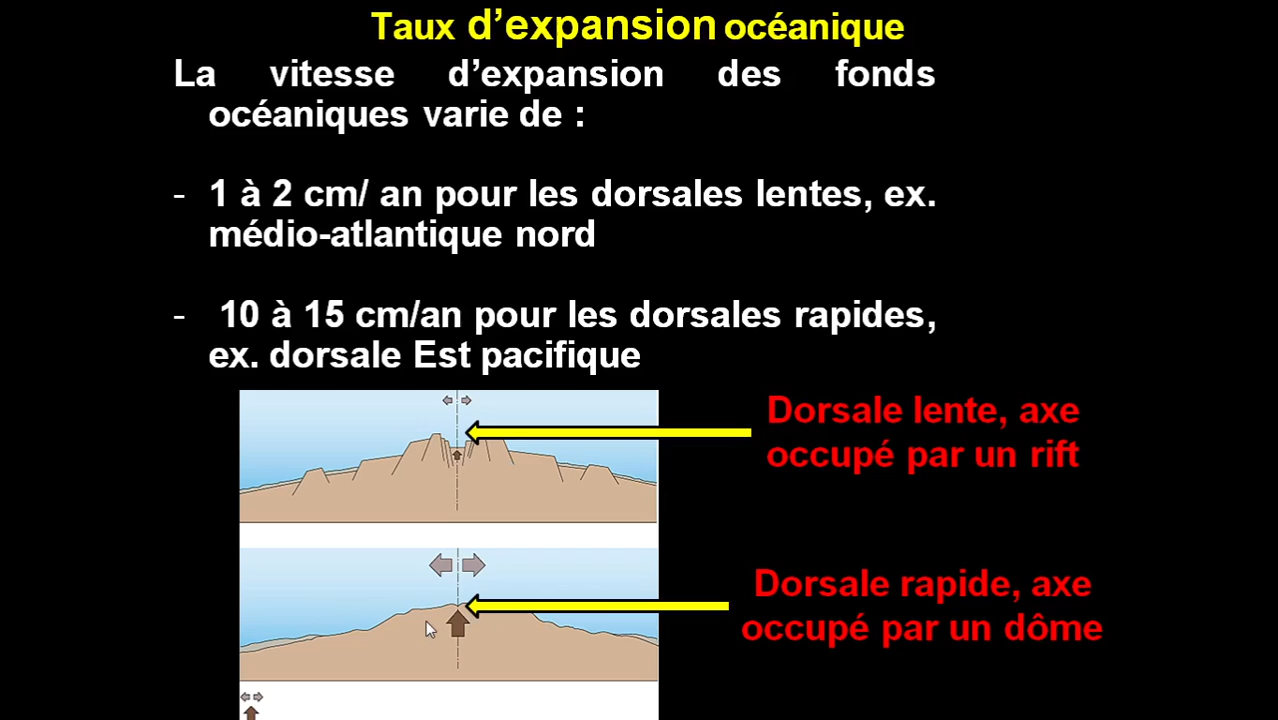 Taux d’expansion océanique
La vitesse d’expansion des fonds
océaniques varie de :
- 1 à 2 cm/ an pour les dorsales lentes, ex.
médio-atlantique nord
- 10 à 15 cm/an pour les dorsales rapides,
ex. dorsale Est pacifique
Dorsale lente, axe
occupé par un rift
Dorsale rapide, axe
occupé par un dôme